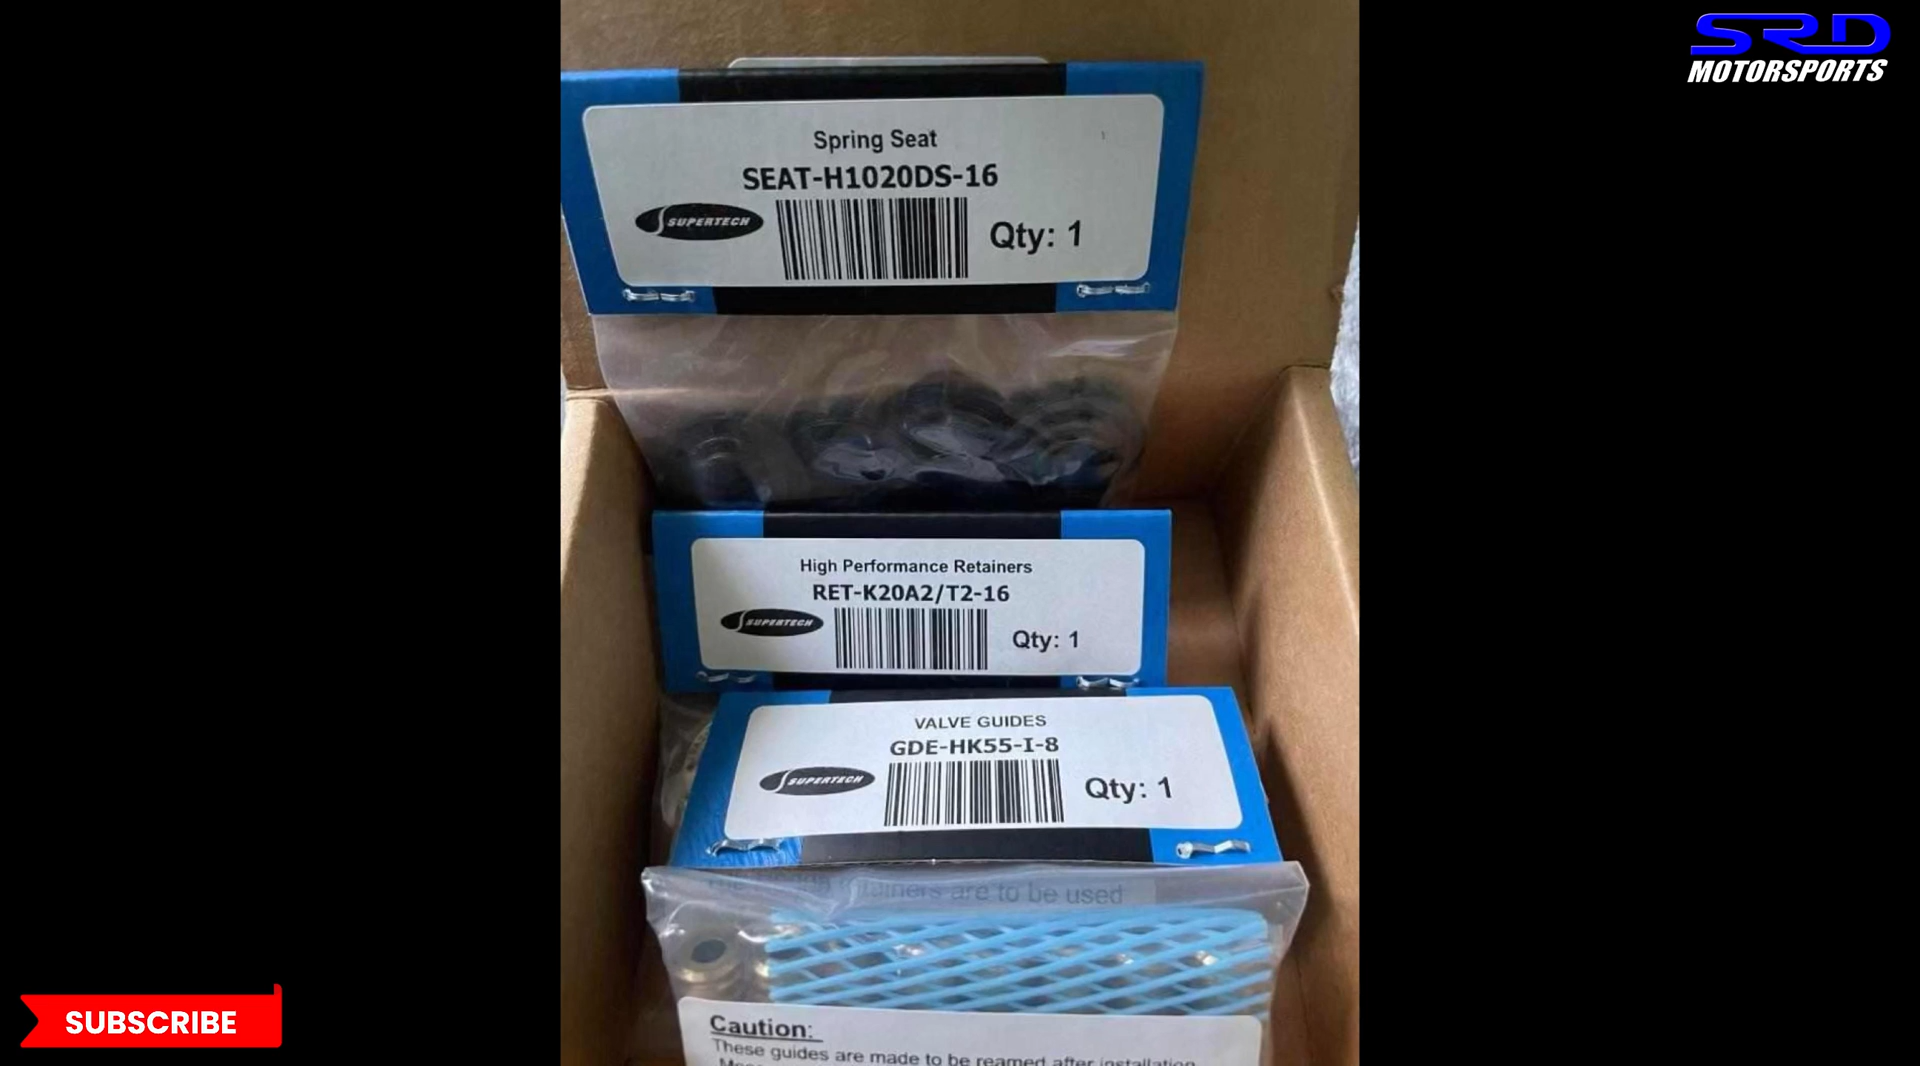 SRD
MOTORSPORTS
Spring Seat
SEAT-H1020DS-16
SUPERTECH
Qty: 1
High Performance Retainers
RET-K20A2/T2-16
SUPERTECH
Qty: 1
VALVE GUIDES
GDE-HK55-I-8
SUPERTECH
Qty: 1
retainers are to be used
Caution:
These guides are made to be reamed after installation
SUBSCRIBE